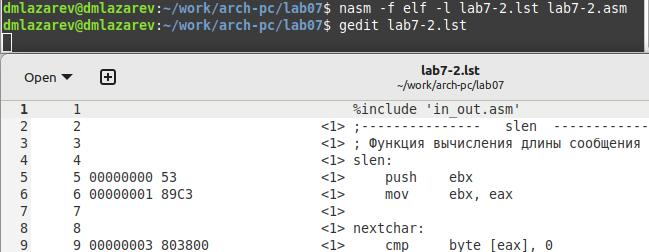 dmlazarev@dmlazarev:~/work/arch-pc/lab07$ nasm -f elf -l lab7-2.lst lab7-2.asm
dmlazarev@dmlazarev:~/work/arch-pc/lab07$ gedit lab7-2.lst
Open
lab7-2.lst
~/work/arch-pc/lab07
1 1 %include 'in_out.asm'
2 2 <1> ;--------------- slen ------------
3 3 <1> ; Функция вычисления длины сообщения
4 4 <1> slen:
5 5 00000000 53 <1> push ebx
6 6 00000001 89C3 <1> mov ebx, eax
7 7 <1>
8 8 <1> nextchar:
9 9 00000003 803800 <1> cmp byte [eax], 0